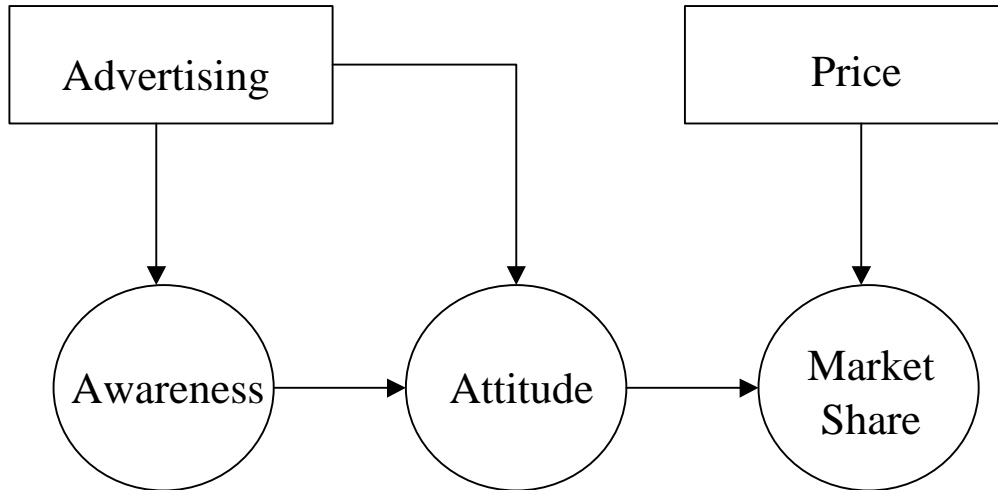 Advertising
Price
Awareness
Attitude
Market
Share